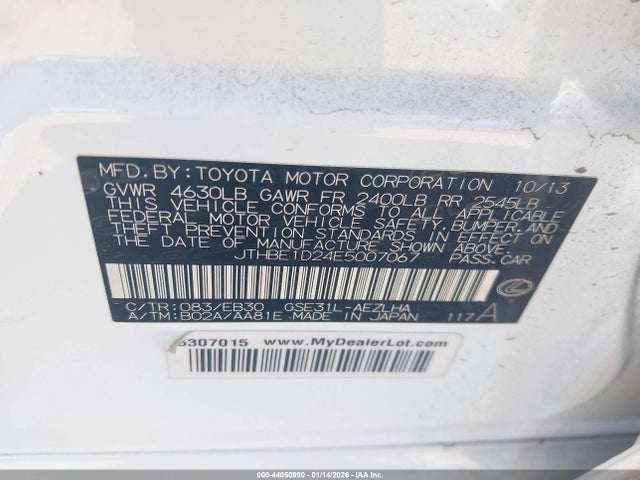 MFD. BY: TOYOTA MOTOR CORPORATION 10/13
GVWR 4630LB GAWR FR 2400LB RR 2545LB
THIS VEHICLE CONFORMS TO ALL APPLICABLE
FEDERAL MOTOR VEHICLE SAFETY, BUMPER, AND
THEFT PREVENTION STANDARDS IN EFFECT ON
THE DATE OF MANUFACTURE SHOWN ABOVE.
JTHBE1D24E5007067 PASS.CAR
C/TR: 083/EB30 GSE31L-AEZLHA
A/TM: B02A/AA81E MADE IN JAPAN 117A
5307015 www.MyDealerLot.com
000-44050990 - 01/14/2026 - IAAI.COM